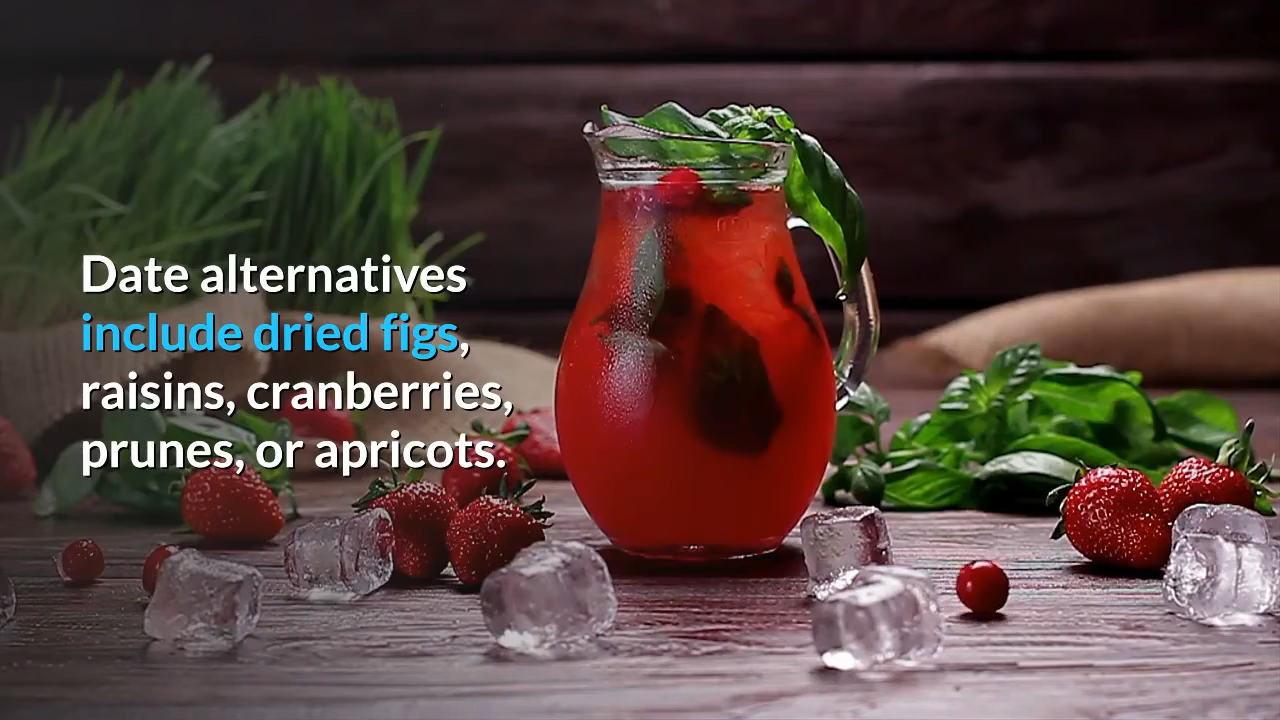 Date alternatives
include dried figs,
raisins, cranberries,
prunes, or apricots.